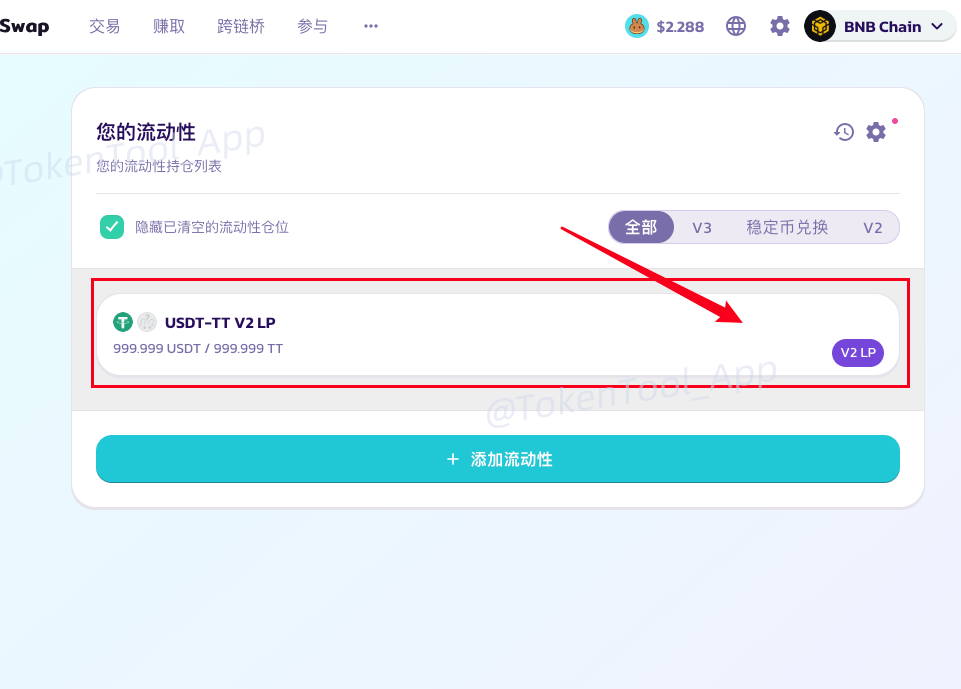 Swap 交易 赚取 跨链桥 参与 ··· $2.288 BNB Chain
您的流动性
您的流动性持仓列表
@TokenTool_App
隐藏已清空的流动性仓位 全部 V3 稳定币兑换 V2
USDT-TT V2 LP
999.999 USDT / 999.999 TT
V2 LP
@TokenTool_App
+ 添加流动性